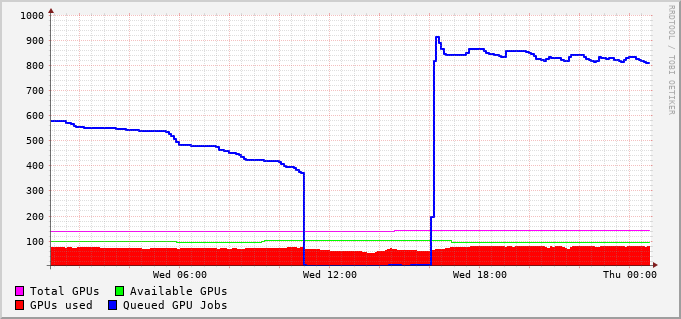 1000
900
800
700
600
500
400
300
200
100
Wed 06:00 Wed 12:00 Wed 18:00 Thu 00:00
Total GPUs Available GPUs
GPUs used Queued GPU Jobs
RRDTOOL / TOBI OETIKER